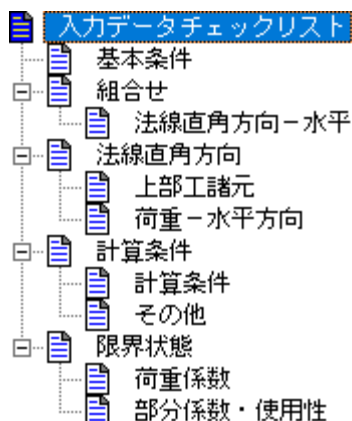 入力データチェックリスト
基本条件
組合せ
法線直角方向－水平
法線直角方向
上部工諸元
荷重－水平方向
計算条件
計算条件
その他
限界状態
荷重係数
部分係数・使用性